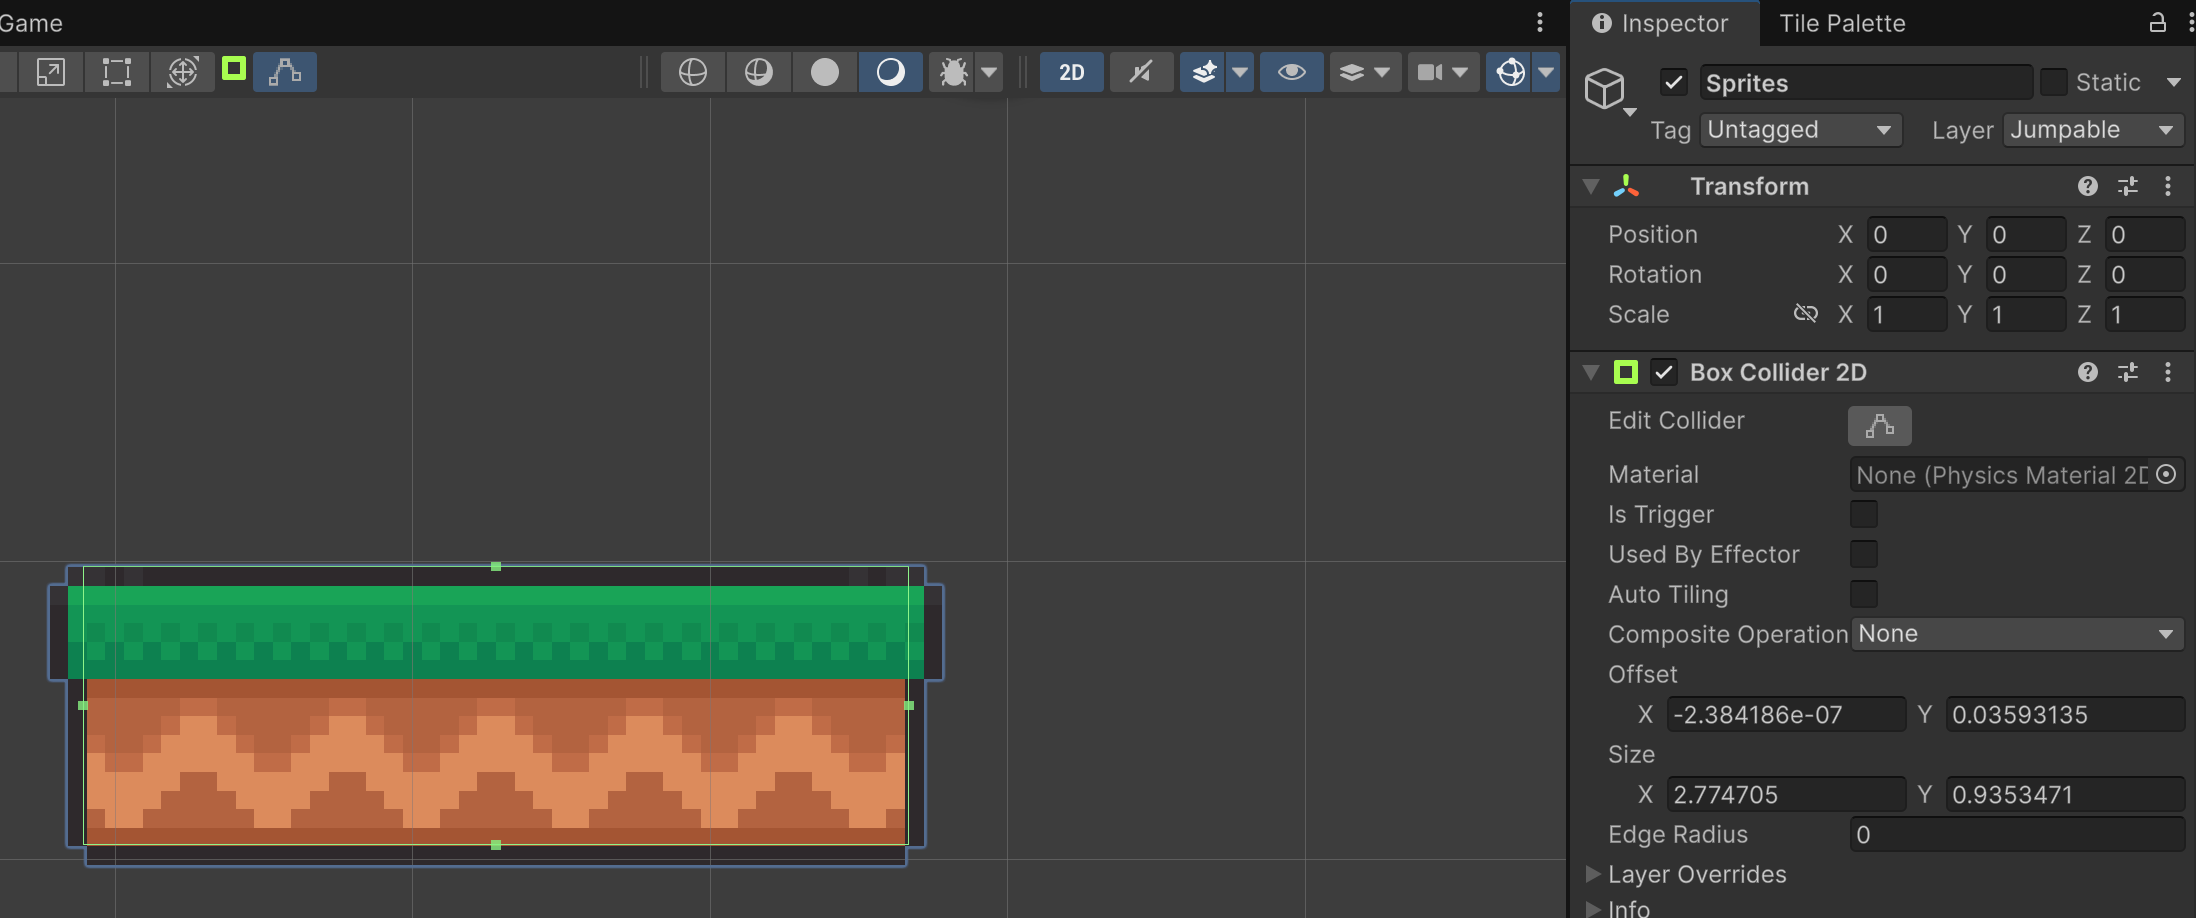 Game
Inspector
Tile Palette
2D
Sprites
Static
Tag Untagged
Layer Jumpable
Transform
Position X 0 Y 0 Z 0
Rotation X 0 Y 0 Z 0
Scale X 1 Y 1 Z 1
Box Collider 2D
Edit Collider
Material None (Physics Material 2D
Is Trigger
Used By Effector
Auto Tiling
Composite Operation None
Offset
X -2.384186e-07 Y 0.03593135
Size
X 2.774705 Y 0.9353471
Edge Radius 0
Layer Overrides
Info